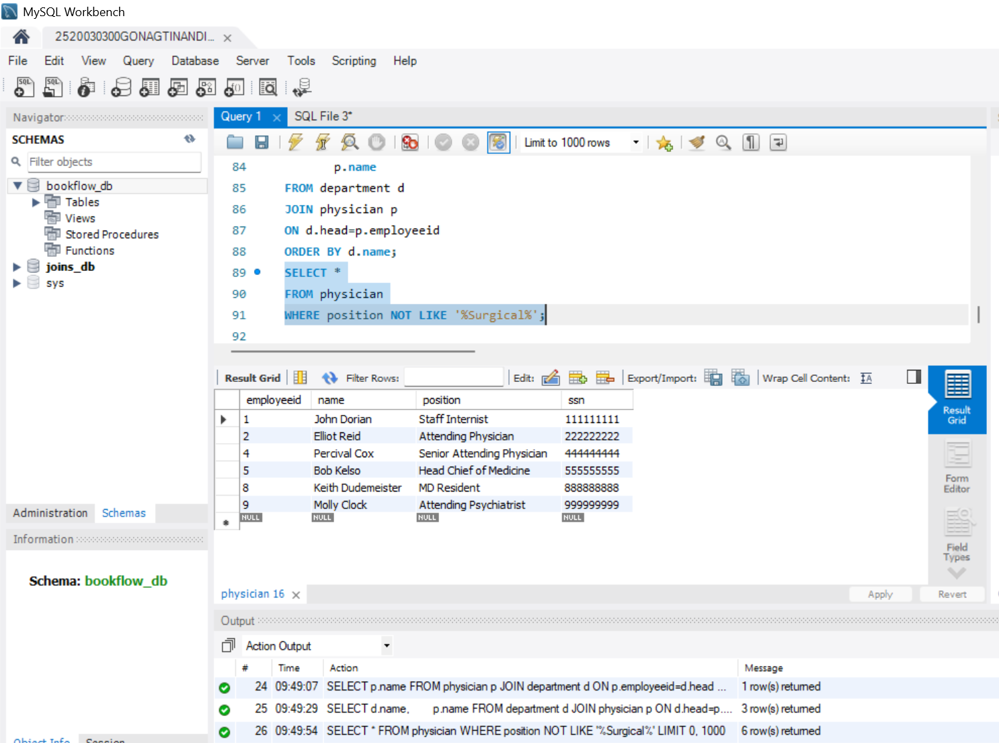 MySQL Workbench
2520030300GONAGTINANDI...
File Edit View Query Database Server Tools Scripting Help
Navigator
SCHEMAS
Filter objects
bookflow_db
Tables
Views
Stored Procedures
Functions
joins_db
sys
Administration Schemas
Information
Schema: bookflow_db
Object Info Session
Query 1 SQL File 3*
Limit to 1000 rows
84 p.name
85 FROM department d
86 JOIN physician p
87 ON d.head=p.employeeid
88 ORDER BY d.name;
89 SELECT *
90 FROM physician
91 WHERE position NOT LIKE '%Surgical%';
92
Result Grid Filter Rows: Edit: Export/Import: Wrap Cell Content:
employeeid name position ssn
1 John Dorian Staff Internist 111111111
2 Elliot Reid Attending Physician 222222222
4 Percival Cox Senior Attending Physician 444444444
5 Bob Kelso Head Chief of Medicine 555555555
8 Keith Dudemeister MD Resident 888888888
9 Molly Clock Attending Psychiatrist 999999999
NULL NULL NULL NULL
Result
Grid
Form
Editor
Field
Types
physician 16
Apply Revert
Output
Action Output
# Time Action Message
24 09:49:07 SELECT p.name FROM physician p JOIN department d ON p.employeeid=d.head ... 1 row(s) returned
25 09:49:29 SELECT d.name, p.name FROM department d JOIN physician p ON d.head=p.... 3 row(s) returned
26 09:49:54 SELECT * FROM physician WHERE position NOT LIKE '%Surgical%' LIMIT 0, 1000 6 row(s) returned